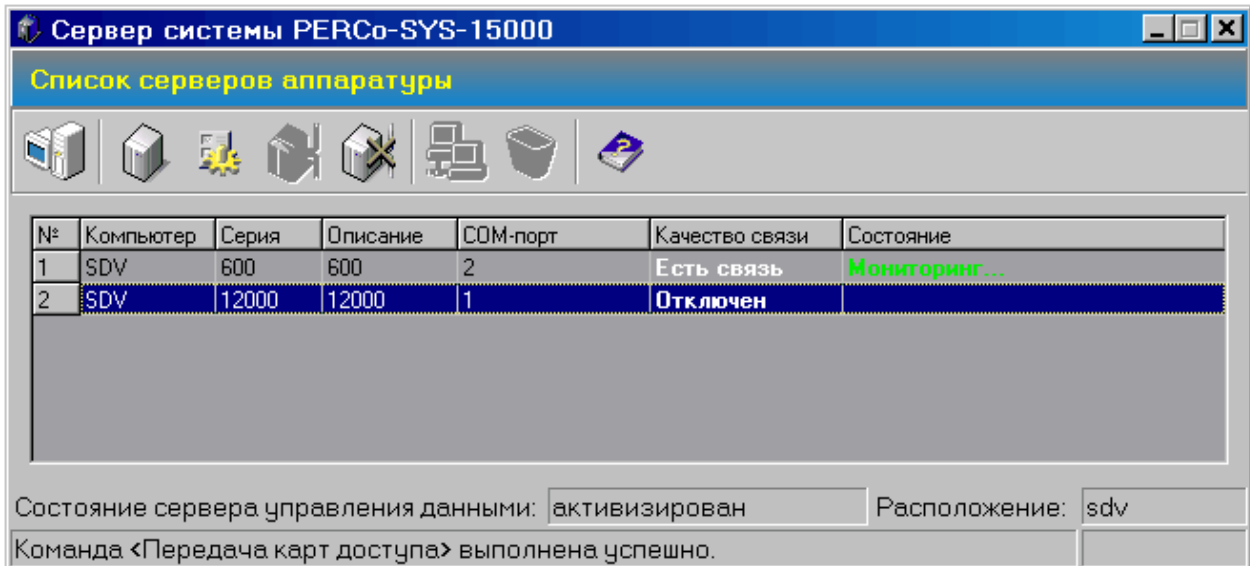 Сервер системы PERCo-SYS-15000
Список серверов аппаратуры
№ Компьютер Серия Описание COM-порт Качество связи Состояние
1 SDV 600 600 2 Есть связь Мониторинг...
2 SDV 12000 12000 1 Отключен
Состояние сервера управления данными: активизирован Расположение: sdv
Команда <Передача карт доступа> выполнена успешно.